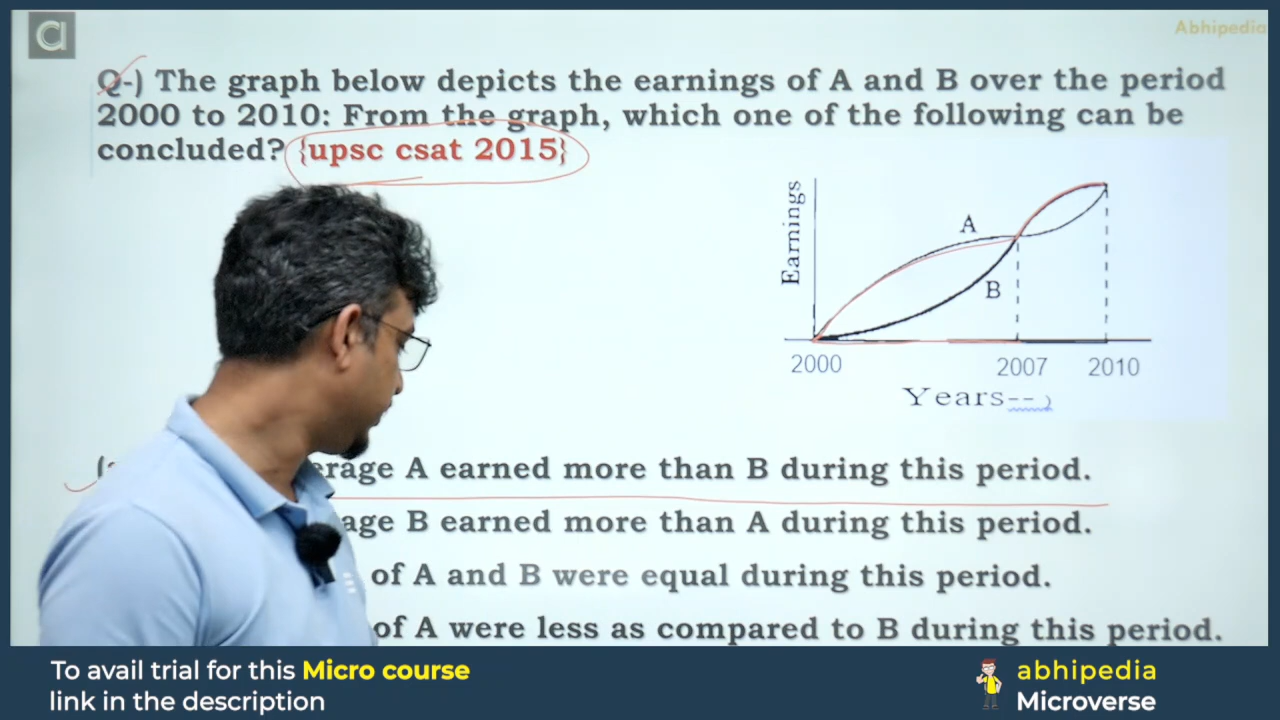 Abhipedia
Q-) The graph below depicts the earnings of A and B over the period
2000 to 2010: From the graph, which one of the following can be
concluded? {upsc csat 2015}
Earnings
A
B
2000 2007 2010
Years--)
A earned more than B during this period.
B earned more than A during this period.
of A and B were equal during this period.
of A were less as compared to B during this period.
To avail trial for this Micro course
link in the description
abhipedia
Microverse